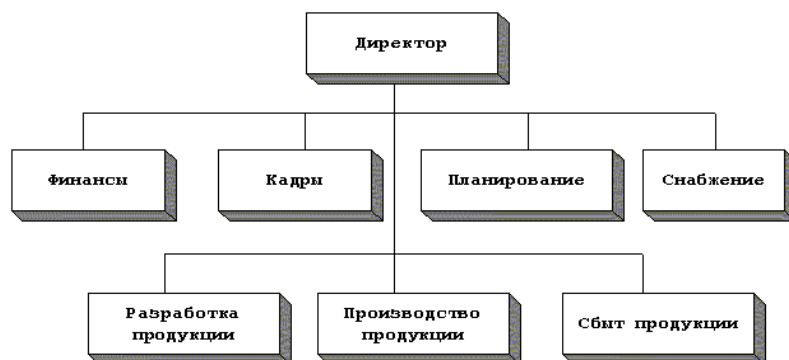 Директор
Финансы
Кадры
Планирование
Снабжение
Разработка
продукции
Производство
продукции
Сбыт продукции